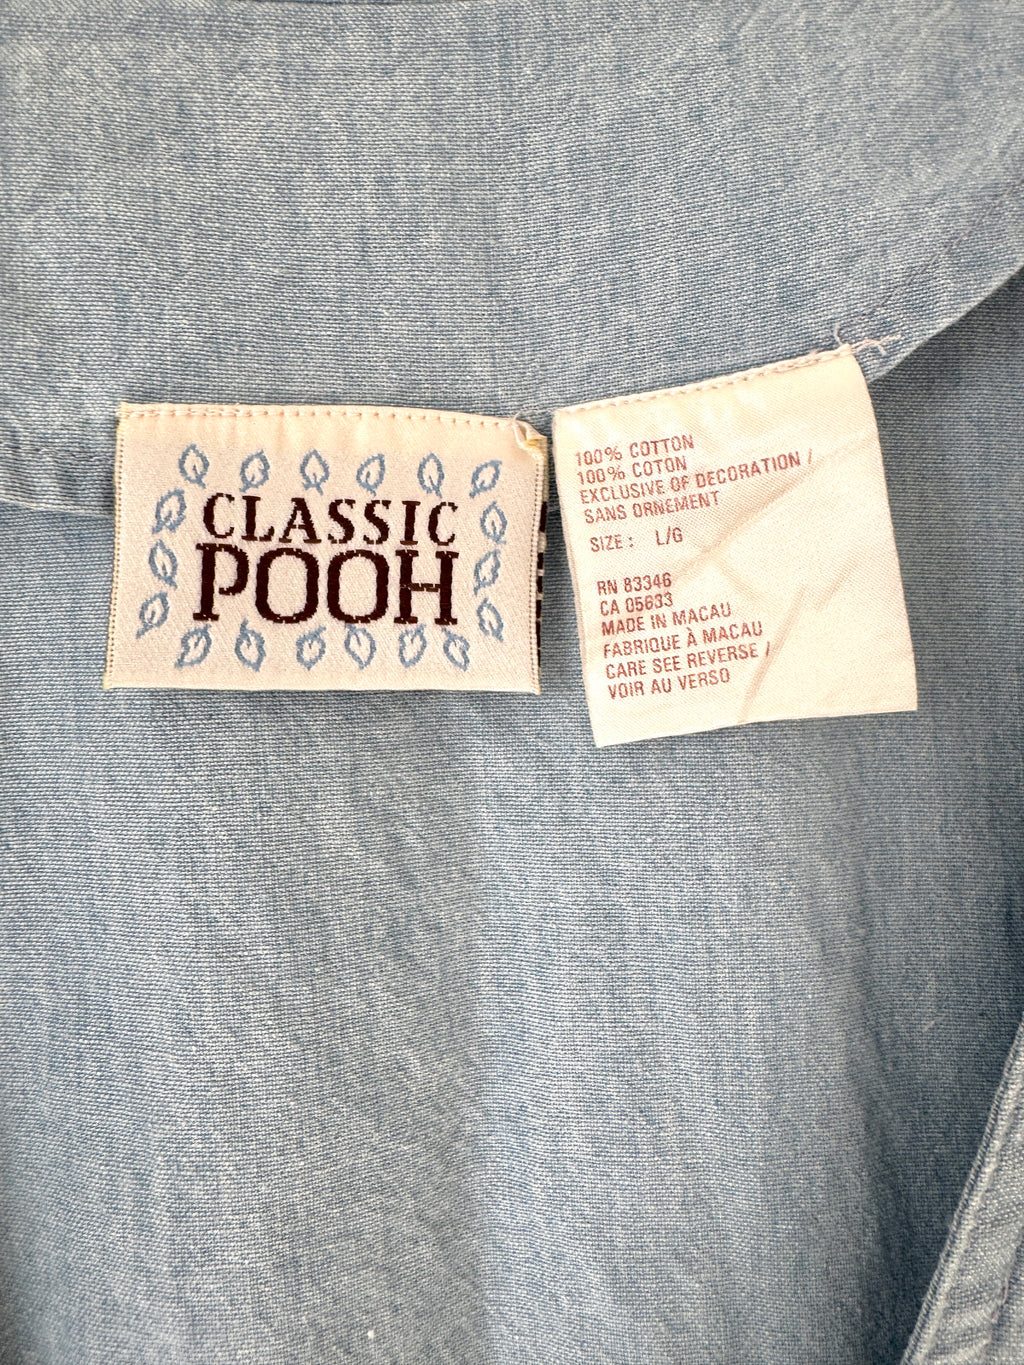 CLASSIC
POOH
100% COTTON
100% COTON
EXCLUSIVE OF DECORATION /
SANS ORNEMENT
SIZE : L/G
RN 83346
CA 05633
MADE IN MACAU
FABRIQUE À MACAU
CARE SEE REVERSE /
VOIR AU VERSO